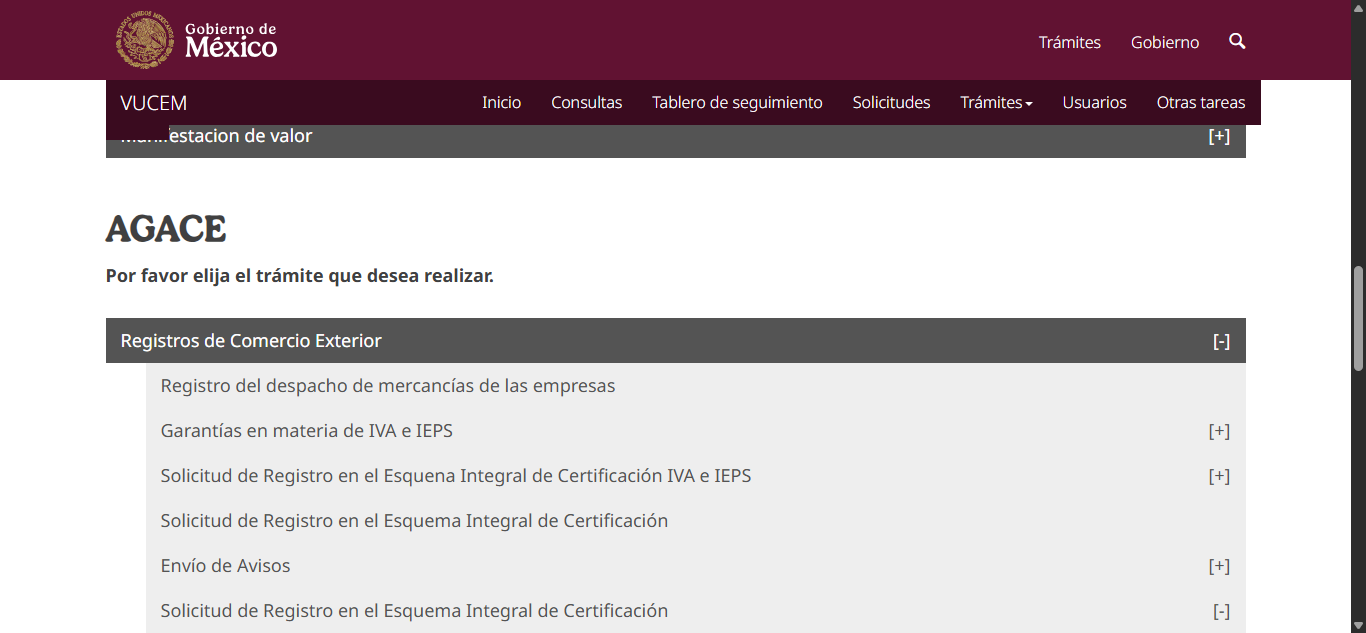 ESTADOS UNIDOS MEXICANOS
Gobierno de
México
Trámites
Gobierno
VUCEM
Inicio
Consultas
Tablero de seguimiento
Solicitudes
Trámites
Usuarios
Otras tareas
Manifestacion de valor [+]
AGACE
Por favor elija el trámite que desea realizar.
Registros de Comercio Exterior [-]
Registro del despacho de mercancías de las empresas
Garantías en materia de IVA e IEPS [+]
Solicitud de Registro en el Esquena Integral de Certificación IVA e IEPS [+]
Solicitud de Registro en el Esquema Integral de Certificación
Envío de Avisos [+]
Solicitud de Registro en el Esquema Integral de Certificación [-]